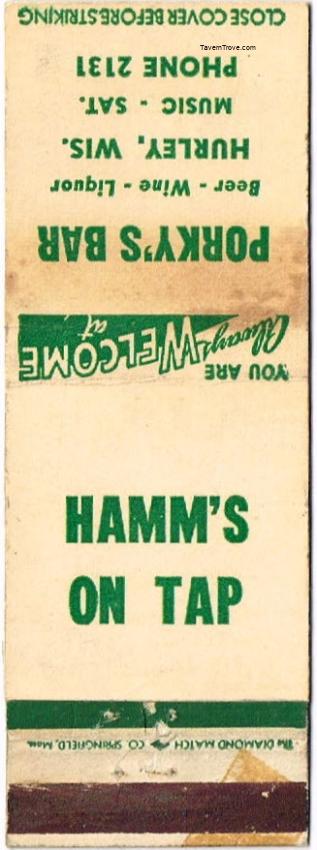 YOU ARE
Always WELCOME
at
PORKY'S BAR
Beer - Wine - Liquor
HURLEY, WIS.
MUSIC - SAT.
PHONE 2131
CLOSE COVER BEFORE STRIKING
TavernTrove.com
HAMM'S
ON TAP
The DIAMOND MATCH CO. SPRINGFIELD, Mass.